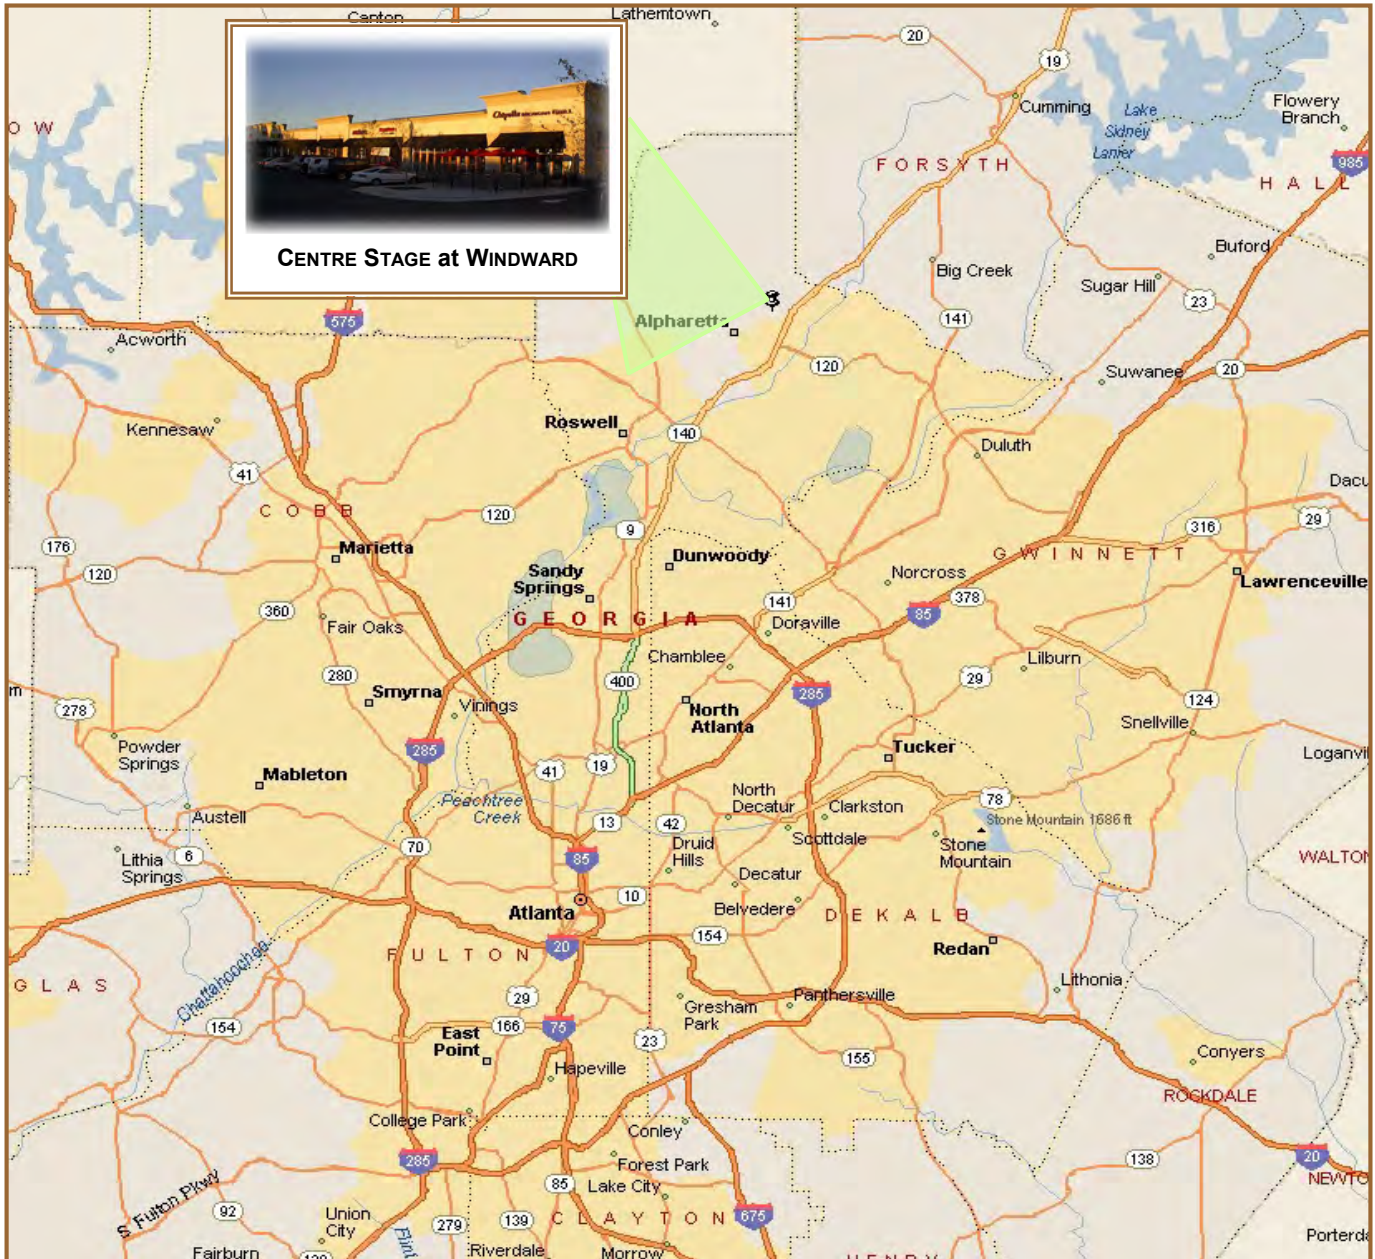 Canton
Lathemtown
20
19
Cumming
Lake
Sidney
Lanier
Flowery
Branch
985
OW
FORSYTH
HALL
CENTRE STAGE at WINDWARD
Buford
Big Creek
Sugar Hill
23
575
Alpharetta
141
Acworth
120
Suwanee
20
Roswell
140
Kennesaw
Duluth
41
Dacu
COBB
120
9
316
29
176
Marietta
Dunwoody
GWINNETT
120
Sandy
Springs
Norcross
Lawrenceville
360
141
378
85
Fair Oaks
GEORGIA
Doraville
Chamblee
Lilburn
280
400
29
Smyrna
285
124
278
Vinings
North
Atlanta
Snellville
Powder
Springs
285
Tucker
Loganvil
Mableton
41
19
Peachtree
Creek
North
Decatur
Clarkston
78
Austell
13
42
Stone Mountain 1686 ft
Scottdale
Druid
Hills
Stone
Mountain
70
6
Lithia
Springs
85
WALTON
Decatur
10
Atlanta
Belvedere
DEKALB
154
Redan
20
FULTON
GLAS
Chattahoochee
Lithonia
29
Panthersville
Gresham
Park
154
166
75
East
Point
23
155
Conyers
Hapeville
ROCKDALE
College Park
Conley
285
Forest Park
138
20
Lake City
85
NEWTO
S Fulton Pkwy
92
Union
City
279
139
CLAYTON
675
Flint
Porterda
Fairburn
Riverdale
Morrow
HENRY